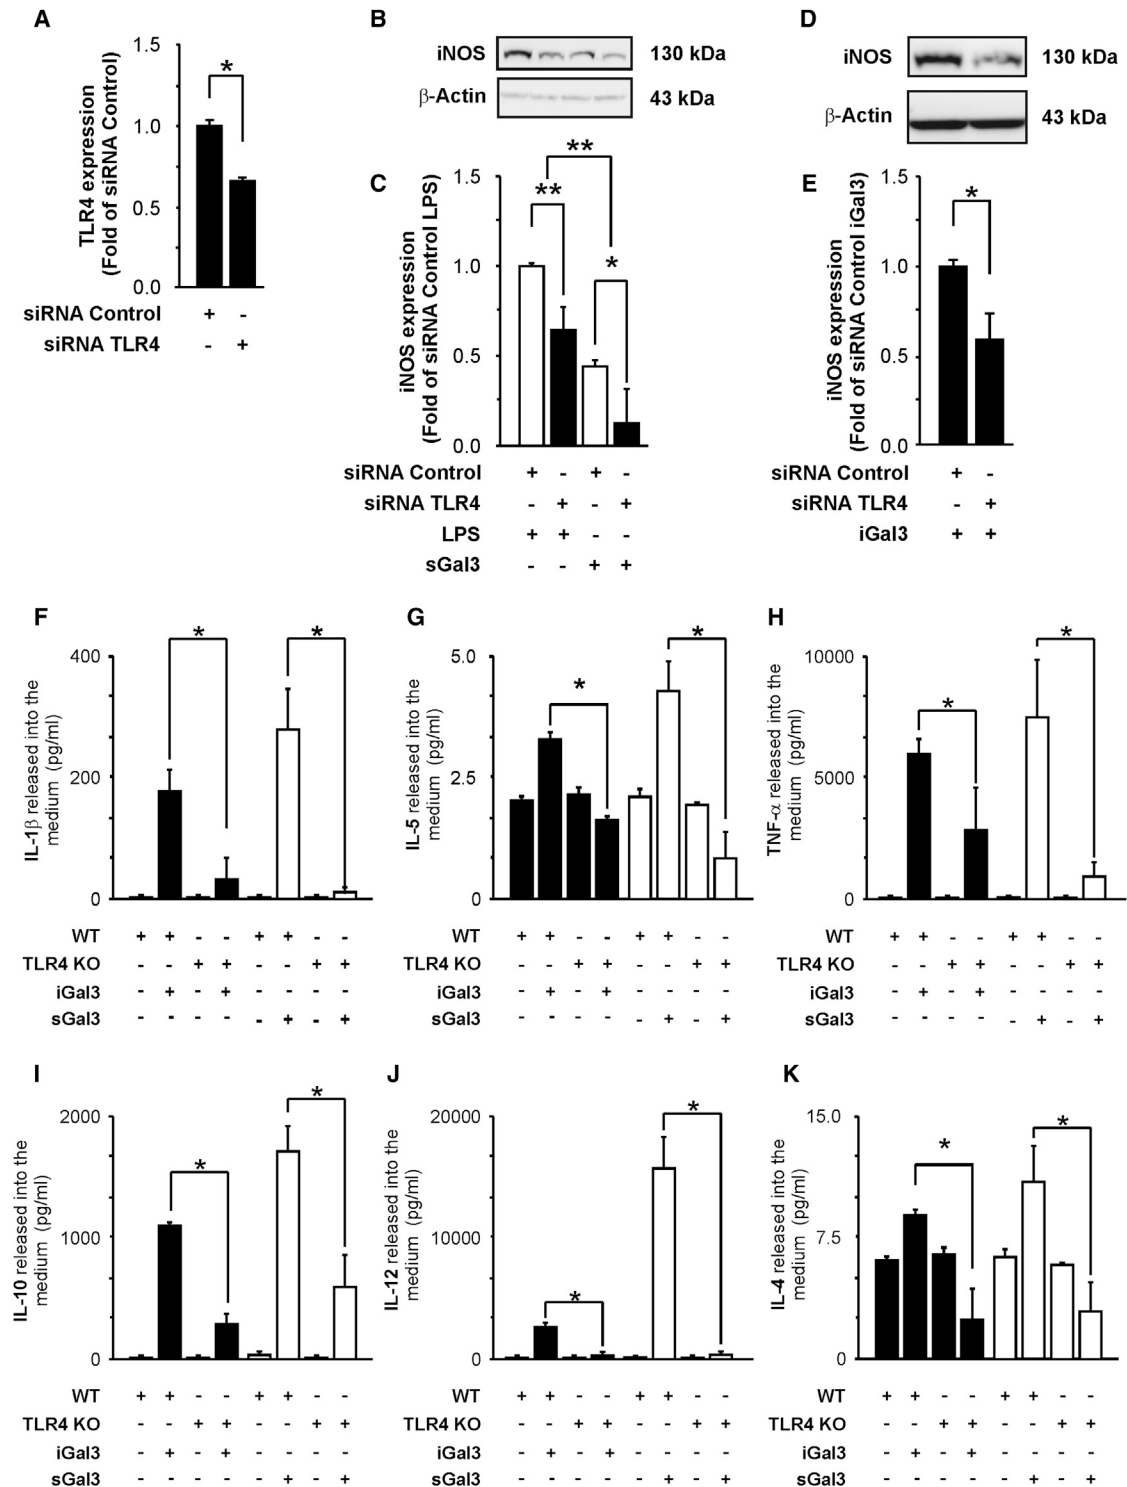 A
TLR4 expression
(Fold of siRNA Control)
1.5
1.0
0.5
0.0
*
siRNA Control + -
siRNA TLR4 - +
B
iNOS 130 kDa
β-Actin 43 kDa
C
iNOS expression
(Fold of siRNA Control LPS)
1.5
1.0
0.5
0.0
**
**
*
siRNA Control + - + -
siRNA TLR4 - + - +
LPS + + - -
sGal3 - - + +
D
iNOS 130 kDa
β-Actin 43 kDa
E
iNOS expression
(Fold of siRNA Control iGal3)
1.5
1.0
0.5
0.0
*
siRNA Control + -
siRNA TLR4 - +
iGal3 + +
F
IL-1β released into the
medium (pg/ml)
400
200
0
* *
WT + + - - + + - -
TLR4 KO - - + + - - + +
iGal3 - + - + - - - -
sGal3 - - - - - + - +
G
IL-5 released into the
medium (pg/ml)
5.0
2.5
0
* *
WT + + - - + + - -
TLR4 KO - - + + - - + +
iGal3 - + - + - - - -
sGal3 - - - - - + - +
H
TNF-α released into the
medium (pg/ml)
10000
5000
0
* *
WT + + - - + + - -
TLR4 KO - - + + - - + +
iGal3 - + - + - - - -
sGal3 - - - - - + - +
I
IL-10 released into the
medium (pg/ml)
2000
1000
0
* *
WT + + - - + + - -
TLR4 KO - - + + - - + +
iGal3 - + - + - - - -
sGal3 - - - - - + - +
J
IL-12 released into the
medium (pg/ml)
20000
10000
0
* *
WT + + - - + + - -
TLR4 KO - - + + - - + +
iGal3 - + - + - - - -
sGal3 - - - - - + - +
K
IL-4 released into the
medium (pg/ml)
15.0
7.5
0
* *
WT + + - - + + - -
TLR4 KO - - + + - - + +
iGal3 - + - + - - - -
sGal3 - - - - - + - +